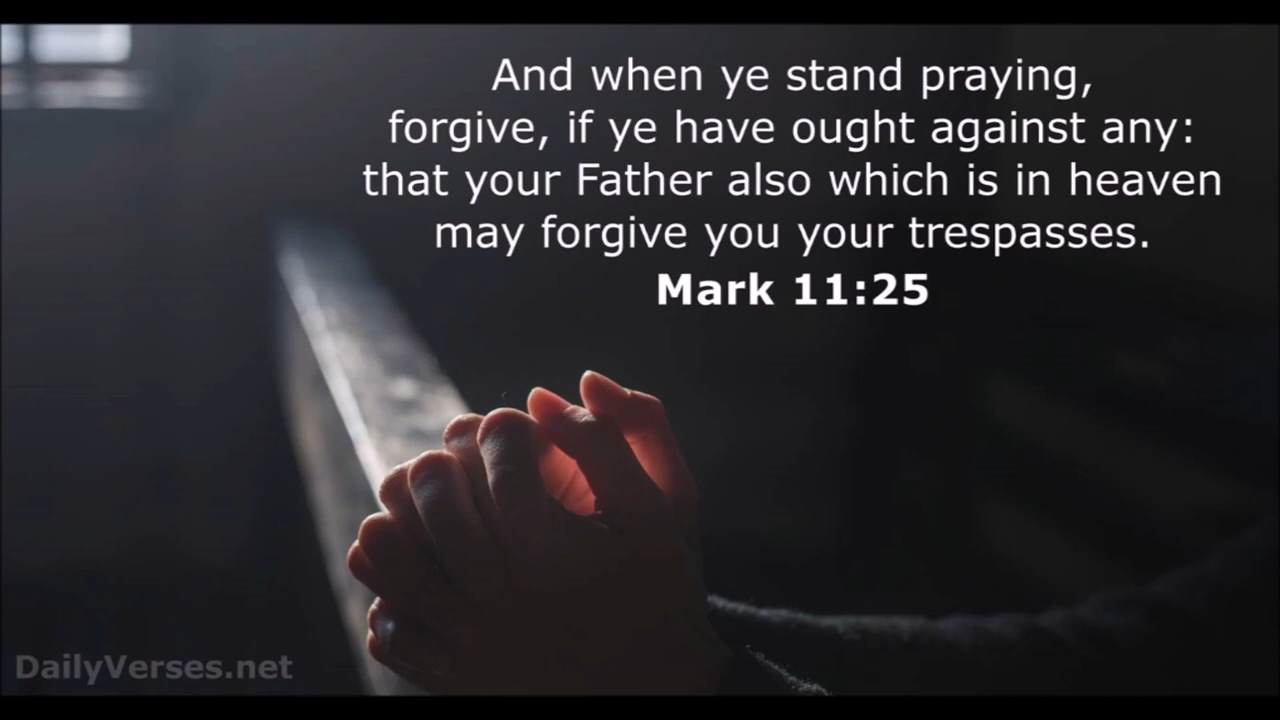 And when ye stand praying,
forgive, if ye have ought against any:
that your Father also which is in heaven
may forgive you your trespasses.
Mark 11:25
DailyVerses.net